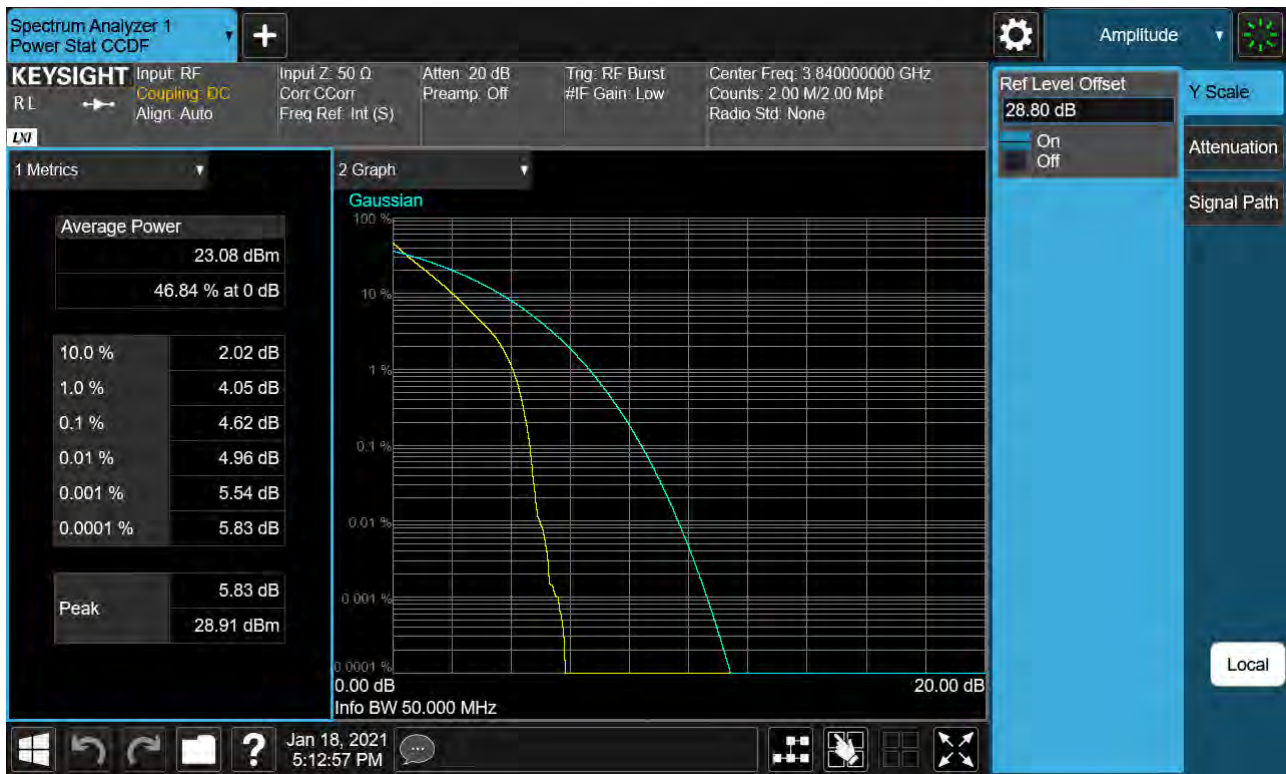 Spectrum Analyzer 1
Power Stat CCDF
Amplitude
KEYSIGHT
R L
LXI
Input: RF
Coupling: DC
Align: Auto
Input Z: 50 Ω
Corr CCorr
Freq Ref: Int (S)
Atten: 20 dB
Preamp: Off
Trig: RF Burst
#IF Gain: Low
Center Freq: 3.840000000 GHz
Counts: 2.00 M/2.00 Mpt
Radio Std: None
Ref Level Offset
28.80 dB
On
Off
Y Scale
Attenuation
Signal Path
Local
1 Metrics
Average Power
23.08 dBm
46.84 % at 0 dB
10.0 % 2.02 dB
1.0 % 4.05 dB
0.1 % 4.62 dB
0.01 % 4.96 dB
0.001 % 5.54 dB
0.0001 % 5.83 dB
Peak
5.83 dB
28.91 dBm
2 Graph
Gaussian
100 %
10 %
1 %
0.1 %
0.01 %
0.001 %
0.0001 %
0.00 dB 20.00 dB
Info BW 50.000 MHz
?
Jan 18, 2021
5:12:57 PM